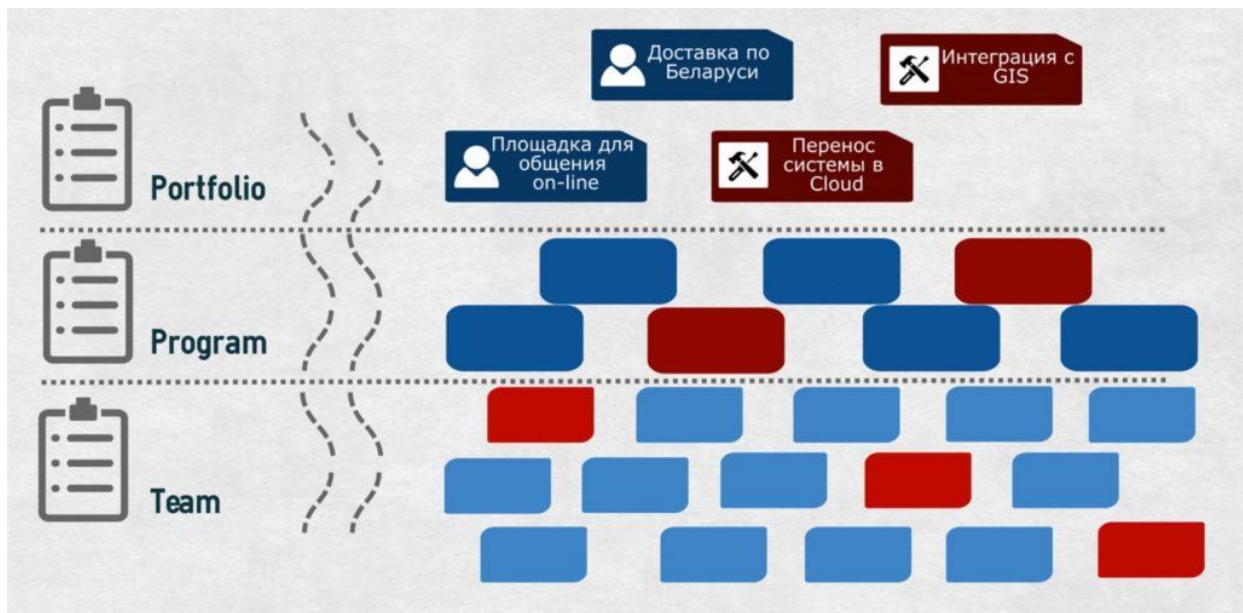 Доставка по
Беларуси
Интеграция с
GIS
Площадка для
общения
on-line
Перенос
системы в
Cloud
Portfolio
Program
Team